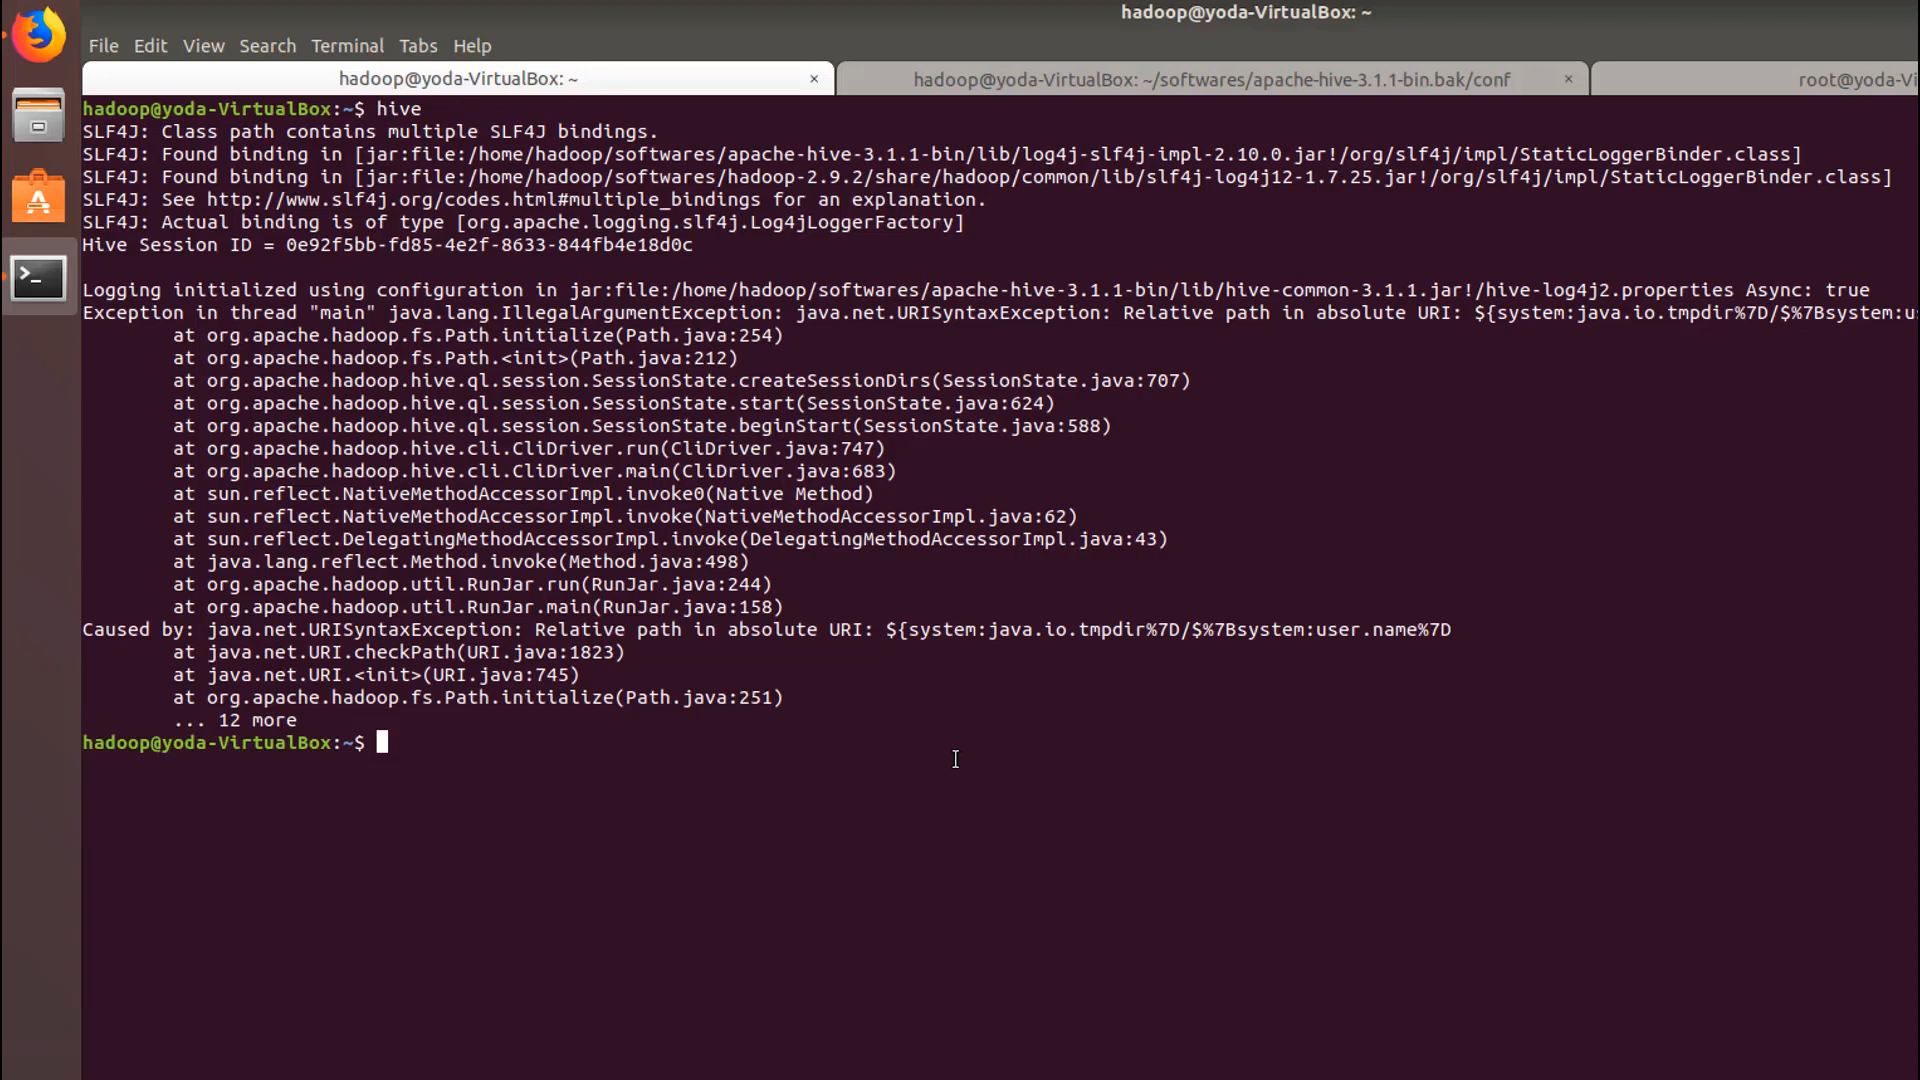 hadoop@yoda-VirtualBox: ~
File Edit View Search Terminal Tabs Help
hadoop@yoda-VirtualBox: ~ × hadoop@yoda-VirtualBox: ~/softwares/apache-hive-3.1.1-bin.bak/conf × root@yoda-Vi
hadoop@yoda-VirtualBox:~$ hive
SLF4J: Class path contains multiple SLF4J bindings.
SLF4J: Found binding in [jar:file:/home/hadoop/softwares/apache-hive-3.1.1-bin/lib/log4j-slf4j-impl-2.10.0.jar!/org/slf4j/impl/StaticLoggerBinder.class]
SLF4J: Found binding in [jar:file:/home/hadoop/softwares/hadoop-2.9.2/share/hadoop/common/lib/slf4j-log4j12-1.7.25.jar!/org/slf4j/impl/StaticLoggerBinder.class]
SLF4J: See http://www.slf4j.org/codes.html#multiple_bindings for an explanation.
SLF4J: Actual binding is of type [org.apache.logging.slf4j.Log4jLoggerFactory]
Hive Session ID = 0e92f5bb-fd85-4e2f-8633-844fb4e18d0c
Logging initialized using configuration in jar:file:/home/hadoop/softwares/apache-hive-3.1.1-bin/lib/hive-common-3.1.1.jar!/hive-log4j2.properties Async: true
Exception in thread "main" java.lang.IllegalArgumentException: java.net.URISyntaxException: Relative path in absolute URI: ${system:java.io.tmpdir%7D/$%7Bsystem:u
at org.apache.hadoop.fs.Path.initialize(Path.java:254)
at org.apache.hadoop.fs.Path.<init>(Path.java:212)
at org.apache.hadoop.hive.ql.session.SessionState.createSessionDirs(SessionState.java:707)
at org.apache.hadoop.hive.ql.session.SessionState.start(SessionState.java:624)
at org.apache.hadoop.hive.ql.session.SessionState.beginStart(SessionState.java:588)
at org.apache.hadoop.hive.cli.CliDriver.run(CliDriver.java:747)
at org.apache.hadoop.hive.cli.CliDriver.main(CliDriver.java:683)
at sun.reflect.NativeMethodAccessorImpl.invoke0(Native Method)
at sun.reflect.NativeMethodAccessorImpl.invoke(NativeMethodAccessorImpl.java:62)
at sun.reflect.DelegatingMethodAccessorImpl.invoke(DelegatingMethodAccessorImpl.java:43)
at java.lang.reflect.Method.invoke(Method.java:498)
at org.apache.hadoop.util.RunJar.run(RunJar.java:244)
at org.apache.hadoop.util.RunJar.main(RunJar.java:158)
Caused by: java.net.URISyntaxException: Relative path in absolute URI: ${system:java.io.tmpdir%7D/$%7Bsystem:user.name%7D
at java.net.URI.checkPath(URI.java:1823)
at java.net.URI.<init>(URI.java:745)
at org.apache.hadoop.fs.Path.initialize(Path.java:251)
... 12 more
hadoop@yoda-VirtualBox:~$